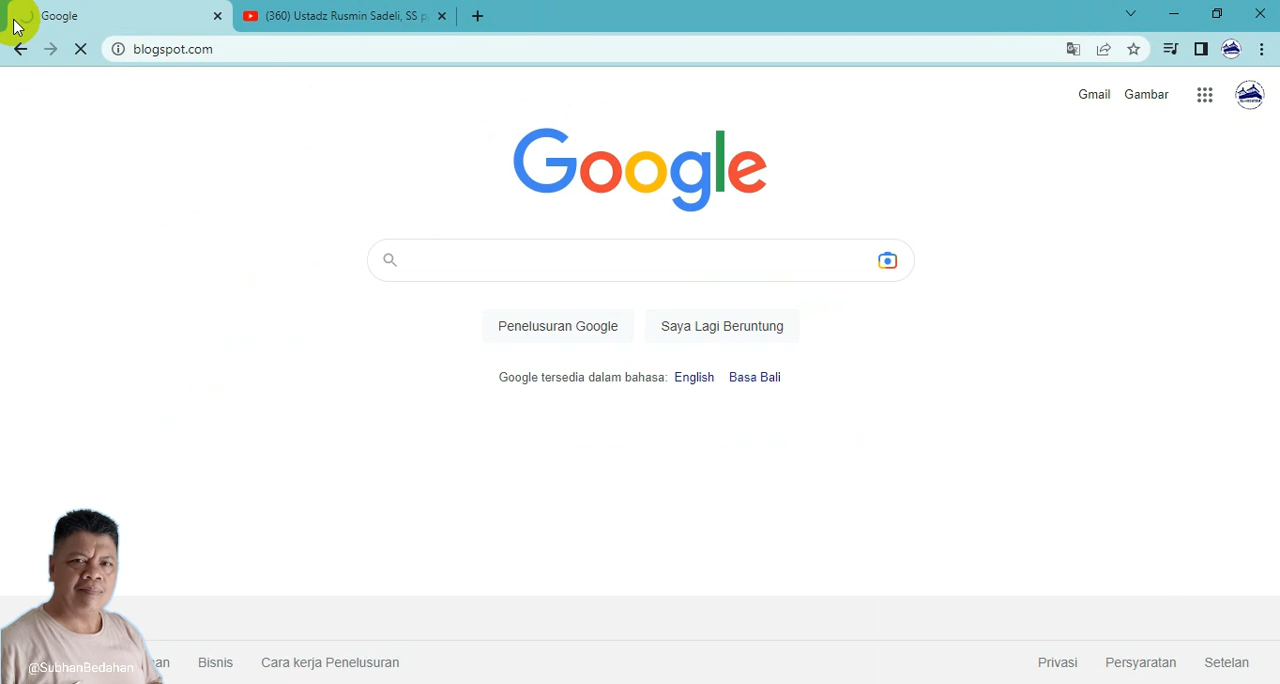 Google
(360) Ustadz Rusmin Sadeli, SS
blogspot.com
Gmail Gambar
Google
Penelusuran Google Saya Lagi Beruntung
Google tersedia dalam bahasa: English Basa Bali
@SubhanBedahan
Bisnis Cara kerja Penelusuran Privasi Persyaratan Setelan